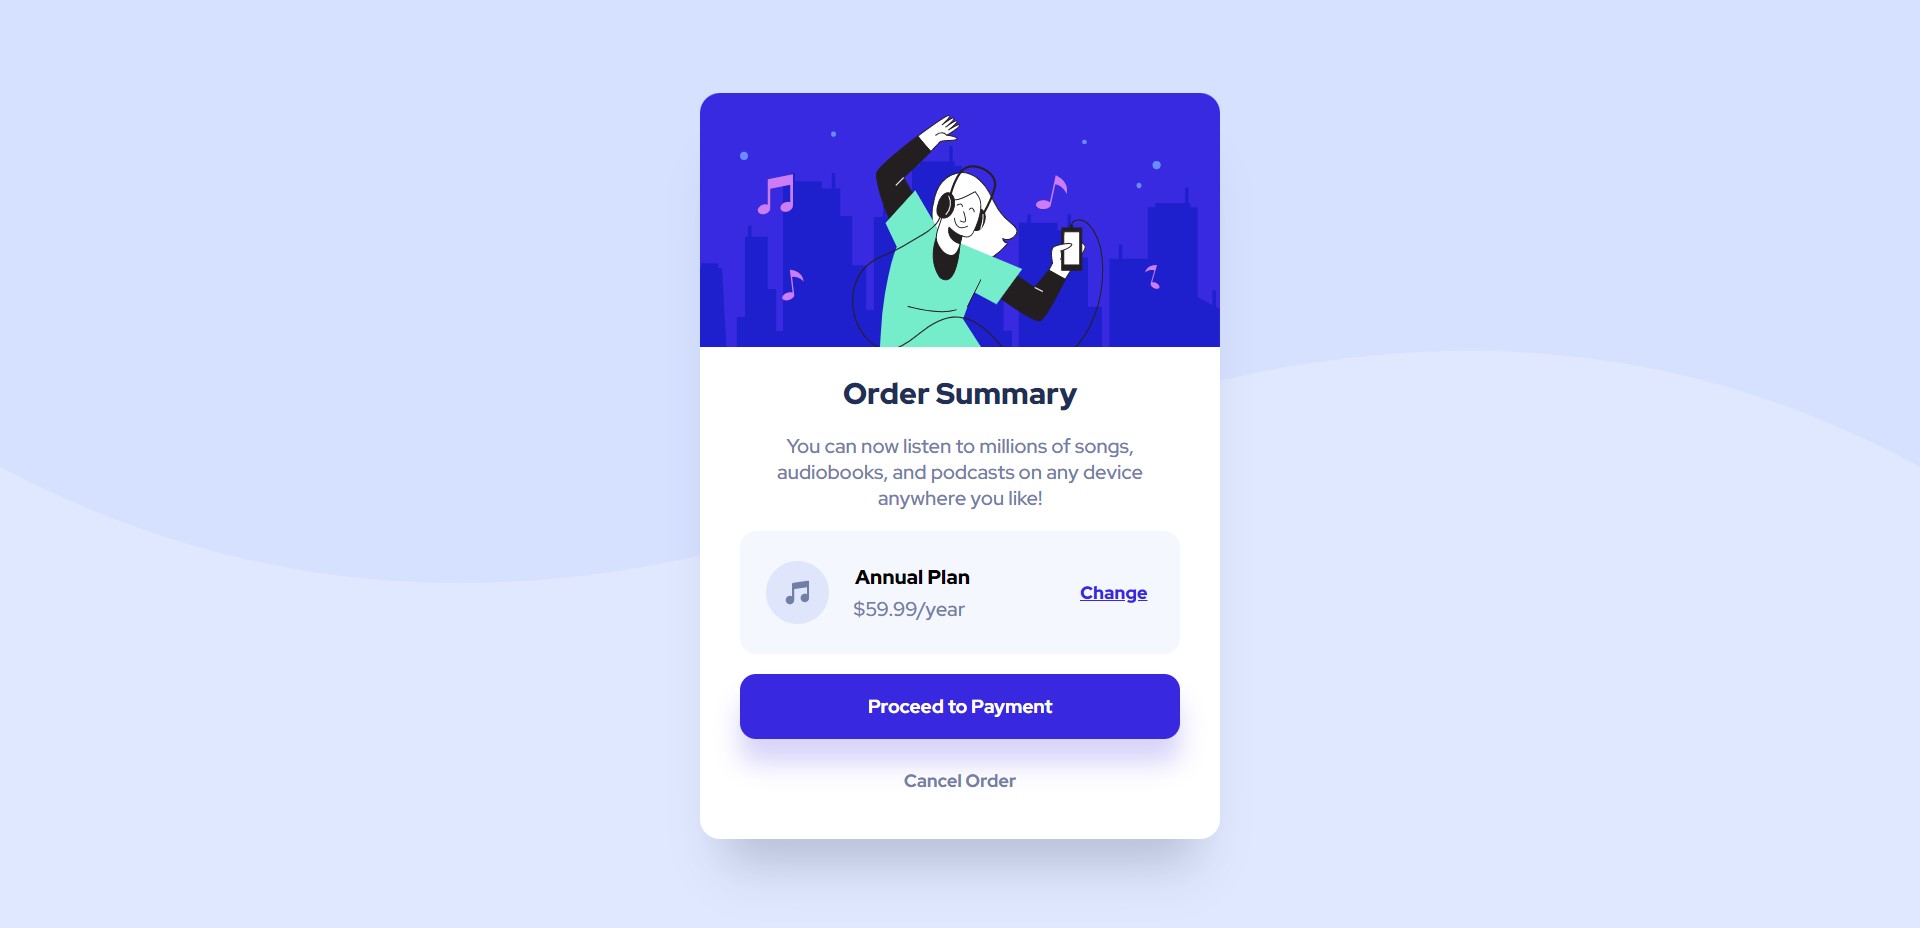 Order Summary
You can now listen to millions of songs,
audiobooks, and podcasts on any device
anywhere you like!
Annual Plan
$59.99/year
Change
Proceed to Payment
Cancel Order